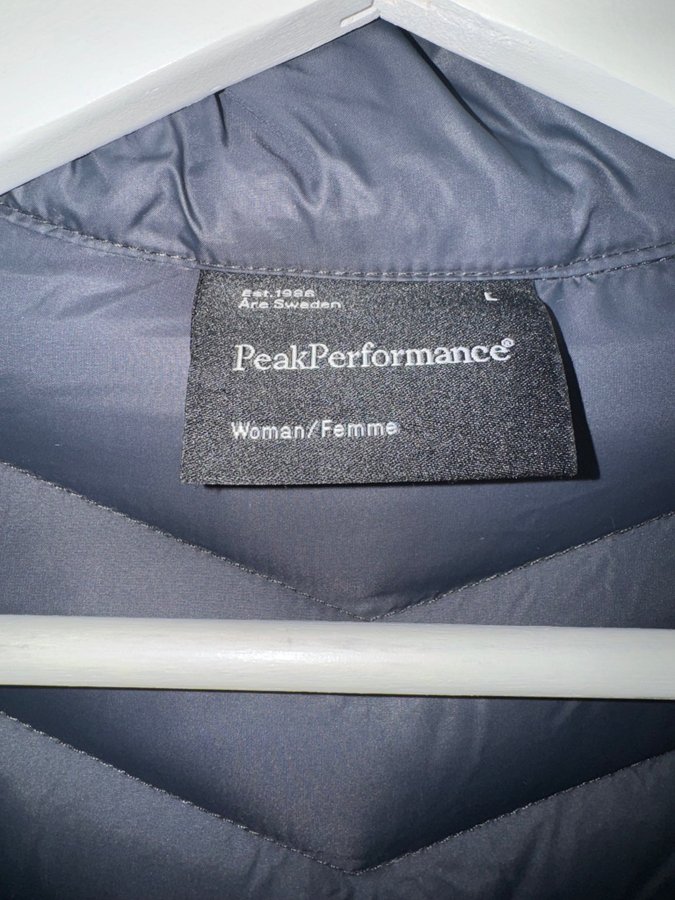 Est.1986
Åre Sweden
L
PeakPerformance®
Woman/Femme